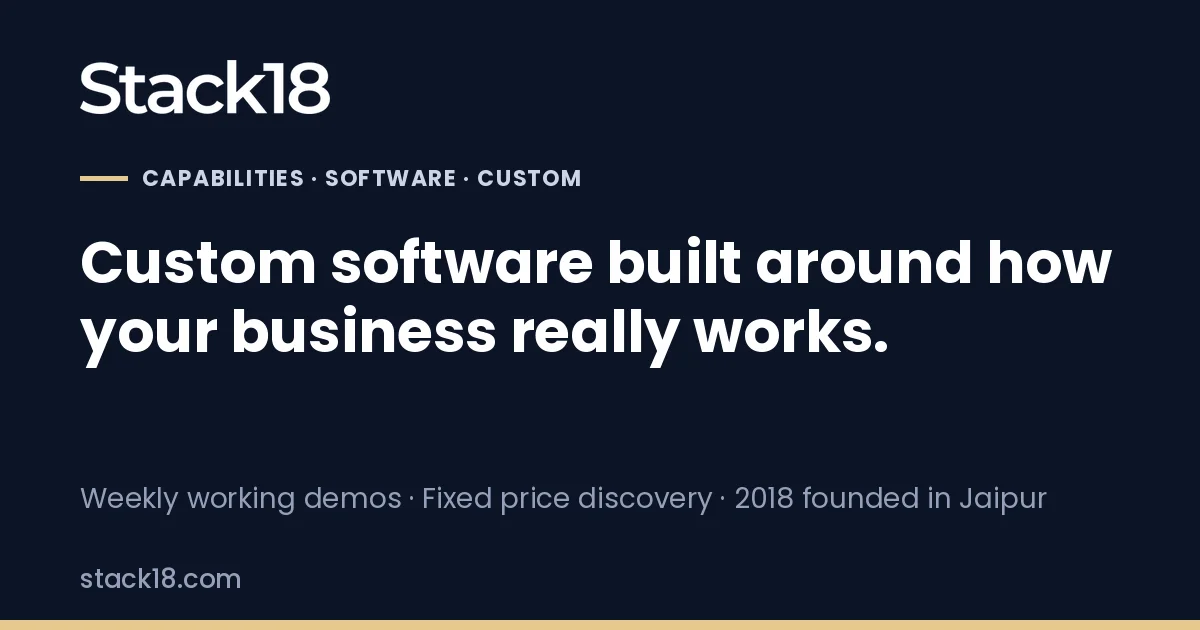 Stack18
CAPABILITIES · SOFTWARE · CUSTOM
Custom software built around how
your business really works.
Weekly working demos · Fixed price discovery · 2018 founded in Jaipur
stack18.com